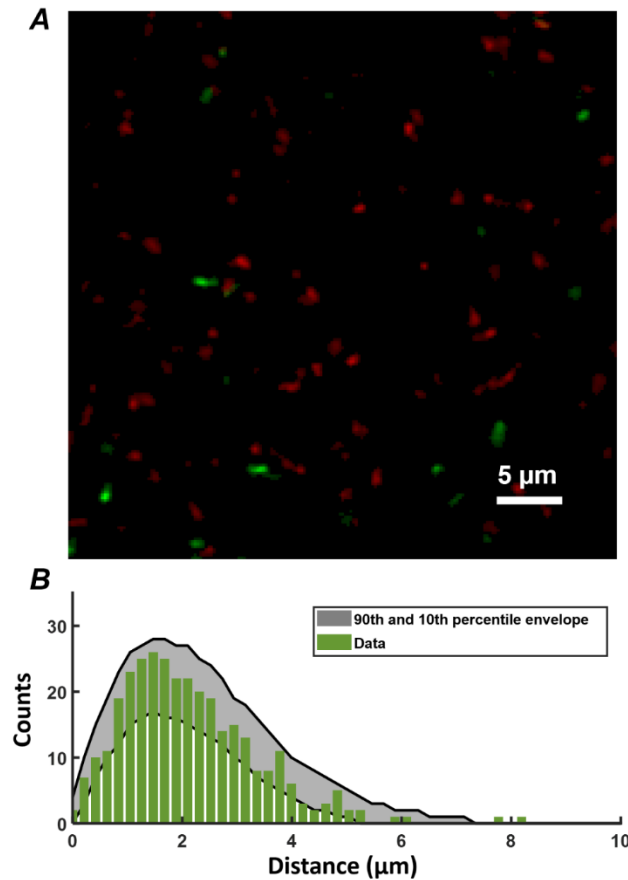 A
5 μm
B
90th and 10th percentile envelope
Data
30
20
10
0
Counts
0 2 4 6 8 10
Distance (μm)